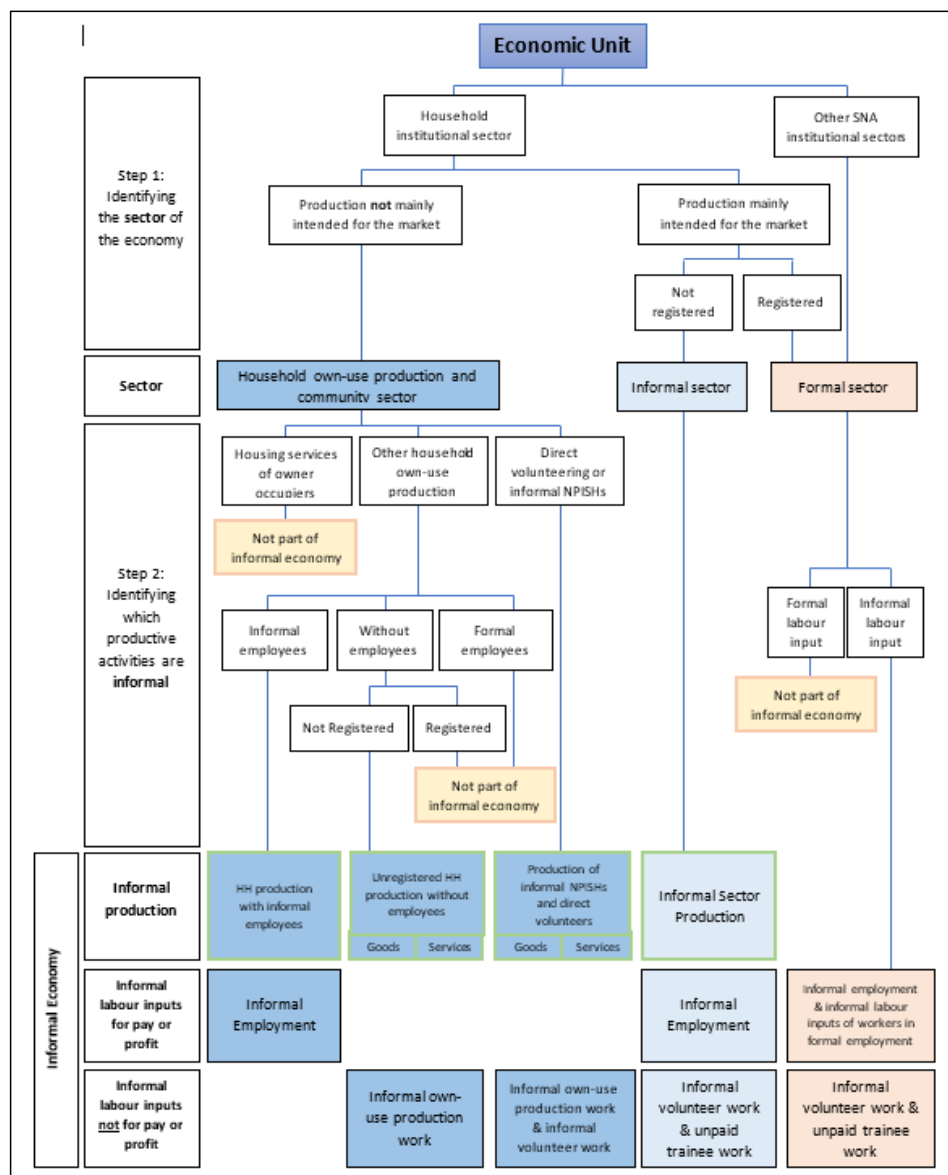 Economic Unit
Household
institutional sector
Other SNA
institutional sectors
Step 1:
Identifying
the sector of
the economy
Production not mainly
intended for the market
Production mainly
intended for the market
Not
registered
Registered
Sector
Household own-use production and
community sector
Informal sector
Formal sector
Step 2:
Identifying
which
productive
activities are
informal
Housing services
of owner
occupiers
Other household
own-use
production
Direct
volunteering or
informal NPISHs
Not part of
informal economy
Formal
labour
input
Informal
labour
input
Informal
employees
Without
employees
Formal
employees
Not part of
informal economy
Not Registered
Registered
Not part of
informal economy
Informal Economy
Informal
production
HH production
with informal
employees
Unregistered HH
production without
employees
Goods
Services
Production of
informal NPISHs
and direct
volunteers
Goods
Services
Informal Sector
Production
Informal
labour inputs
for pay or
profit
Informal
Employment
Informal
Employment
Informal employment
& informal labour
inputs of workers in
formal employment
Informal
labour inputs
not for pay or
profit
Informal own-
use production
work
Informal own-use
production work
& informal
volunteer work
Informal
volunteer work
& unpaid
trainee work
Informal
volunteer work &
unpaid trainee
work